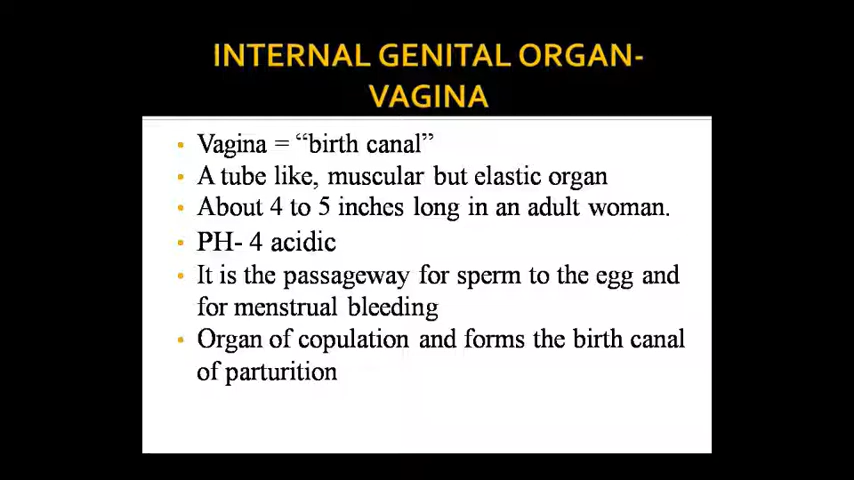 INTERNAL GENITAL ORGAN-
VAGINA
• Vagina = “birth canal”
• A tube like, muscular but elastic organ
• About 4 to 5 inches long in an adult woman.
• PH- 4 acidic
• It is the passageway for sperm to the egg and
for menstrual bleeding
• Organ of copulation and forms the birth canal
of parturition